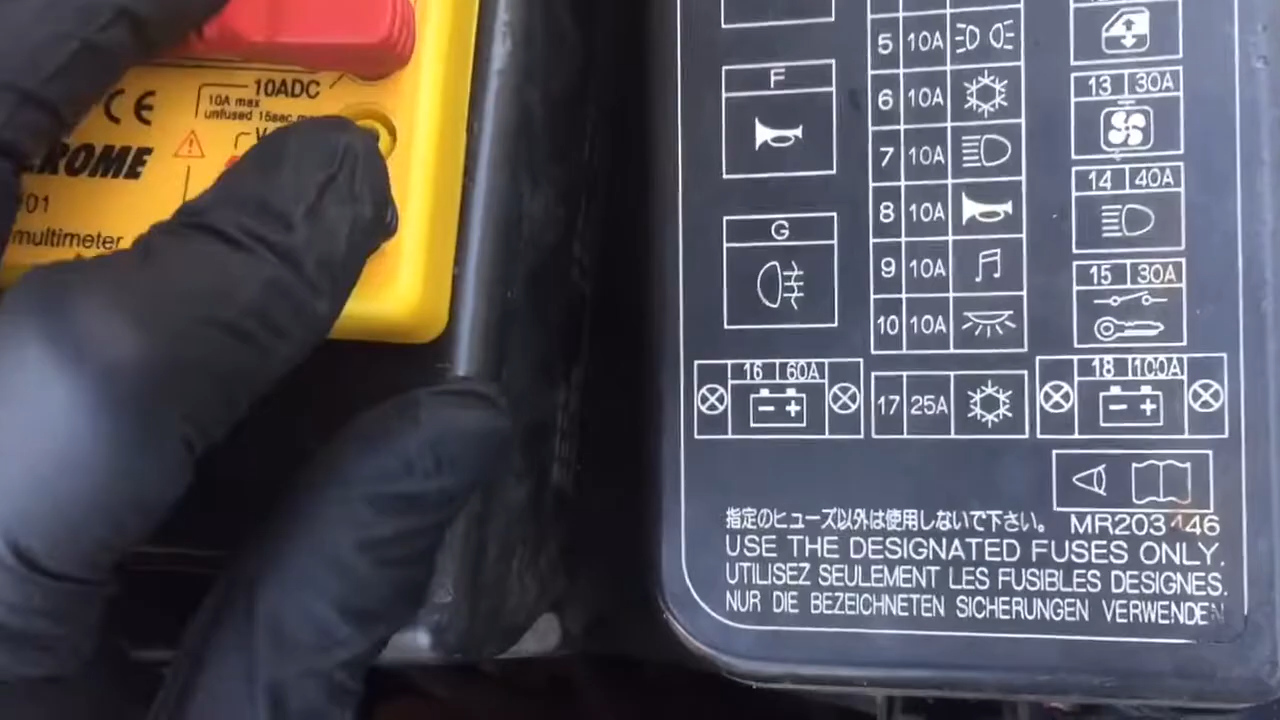 10ADC
10A max
unfused 15sec
CE
ROME
01
multimeter
F
G
5 10A
6 10A
7 10A
8 10A
9 10A
10 10A
13 30A
14 40A
15 30A
16 60A
17 25A
18 100A
指定のヒューズ以外は使用しないで下さい。
USE THE DESIGNATED FUSES ONLY.
UTILISEZ SEULEMENT LES FUSIBLES DESIGNES.
NUR DIE BEZEICHNETEN SICHERUNGEN VERWENDEN